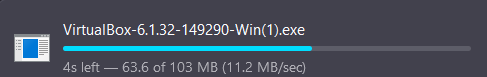 VirtualBox-6.1.32-149290-Win(1).exe
4s left — 63.6 of 103 MB (11.2 MB/sec)